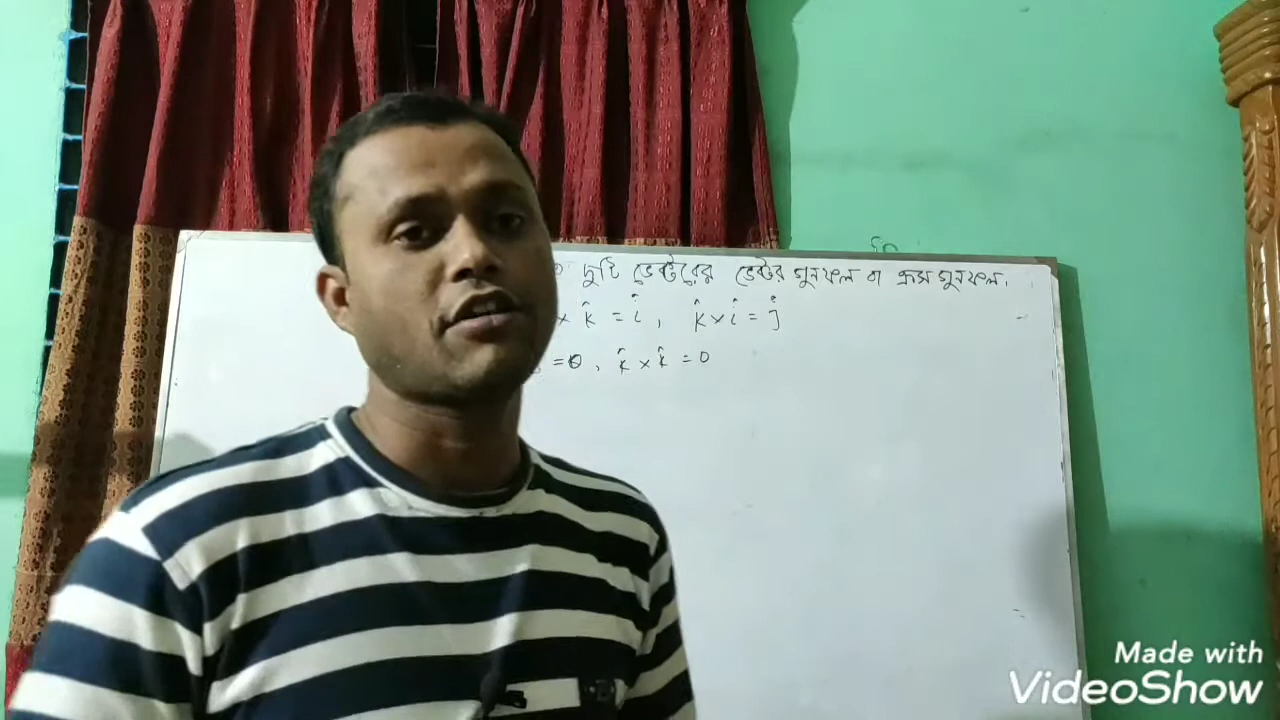 দুটি ভেক্টরের ভেক্টর গুনফল বা ক্রস গুনফল।
× k̂ = î, k̂ × î = ĵ
= 0, k̂ × k̂ = 0
Made with
VideoShow